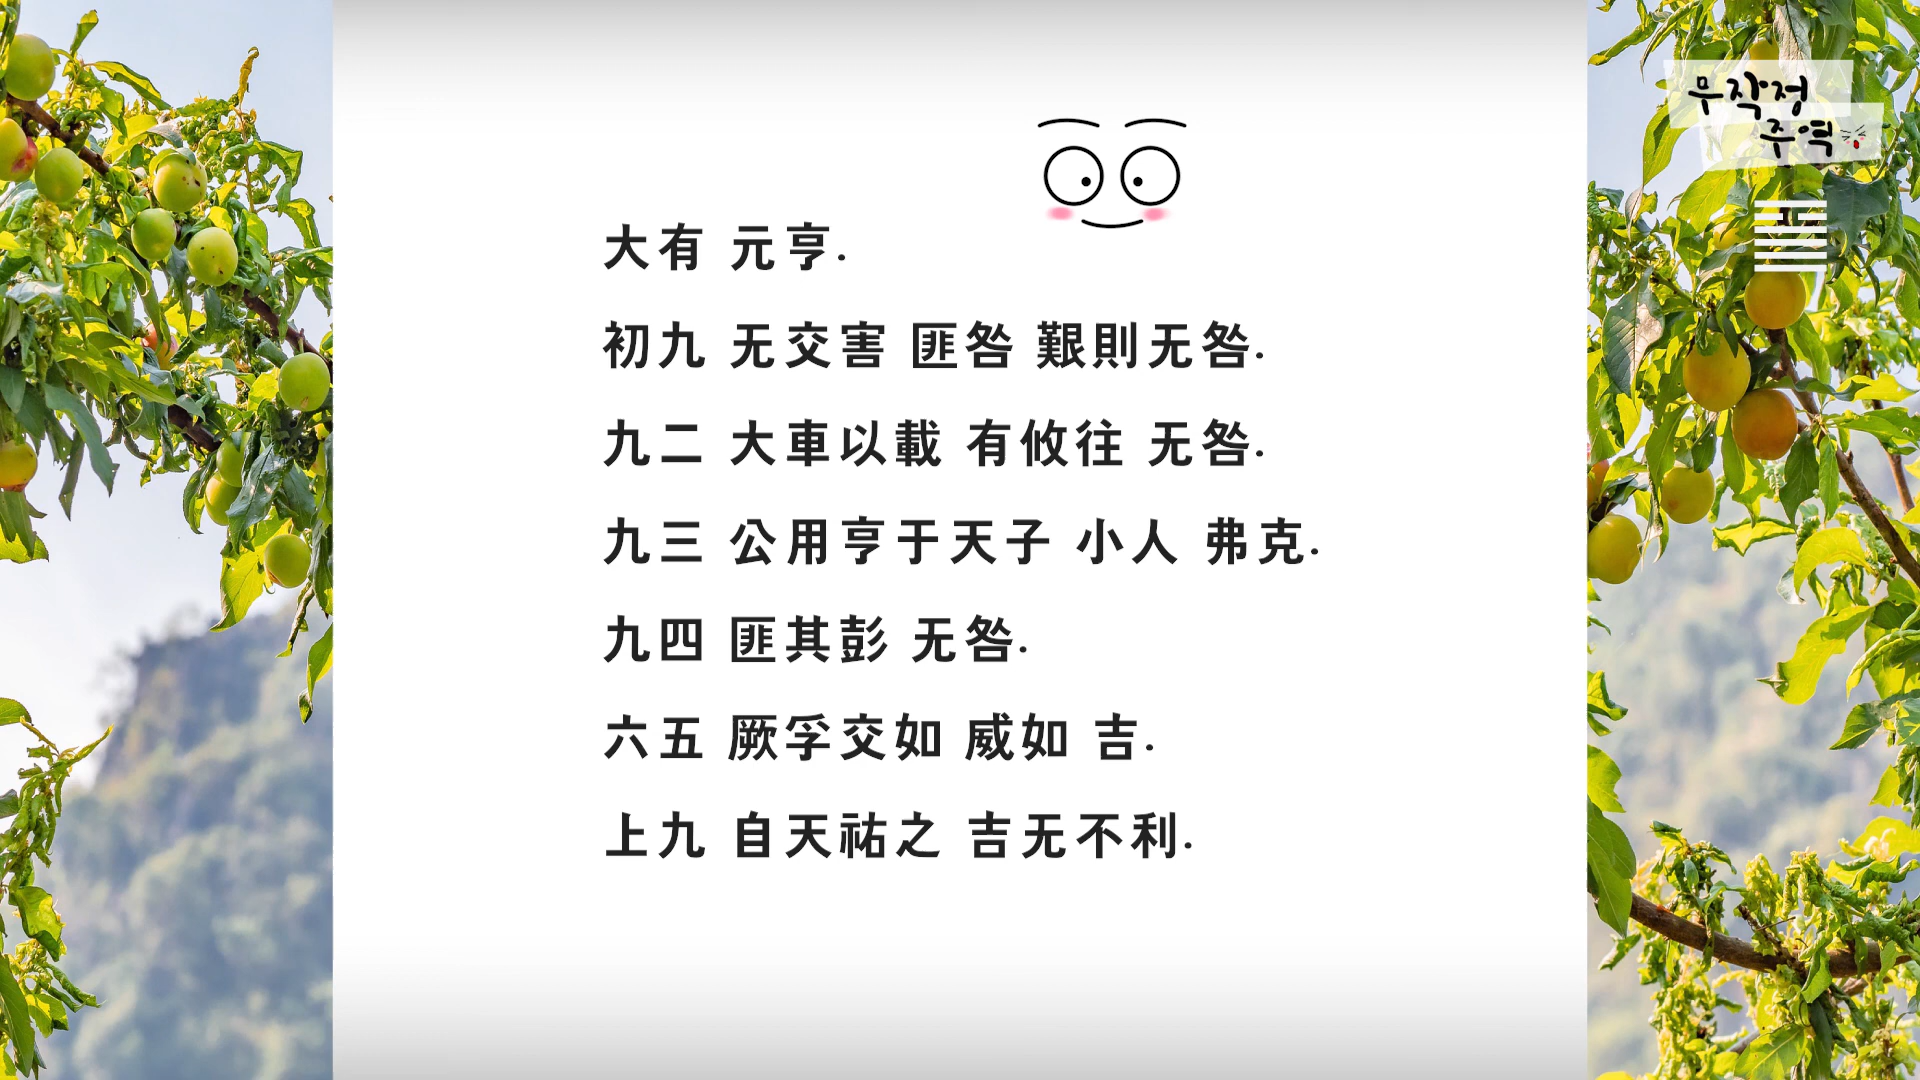 무작정
주역
大有 元亨.
初九 无交害 匪咎 艱則无咎.
九二 大車以載 有攸往 无咎.
九三 公用亨于天子 小人 弗克.
九四 匪其彭 无咎.
六五 厥孚交如 威如 吉.
上九 自天祐之 吉无不利.